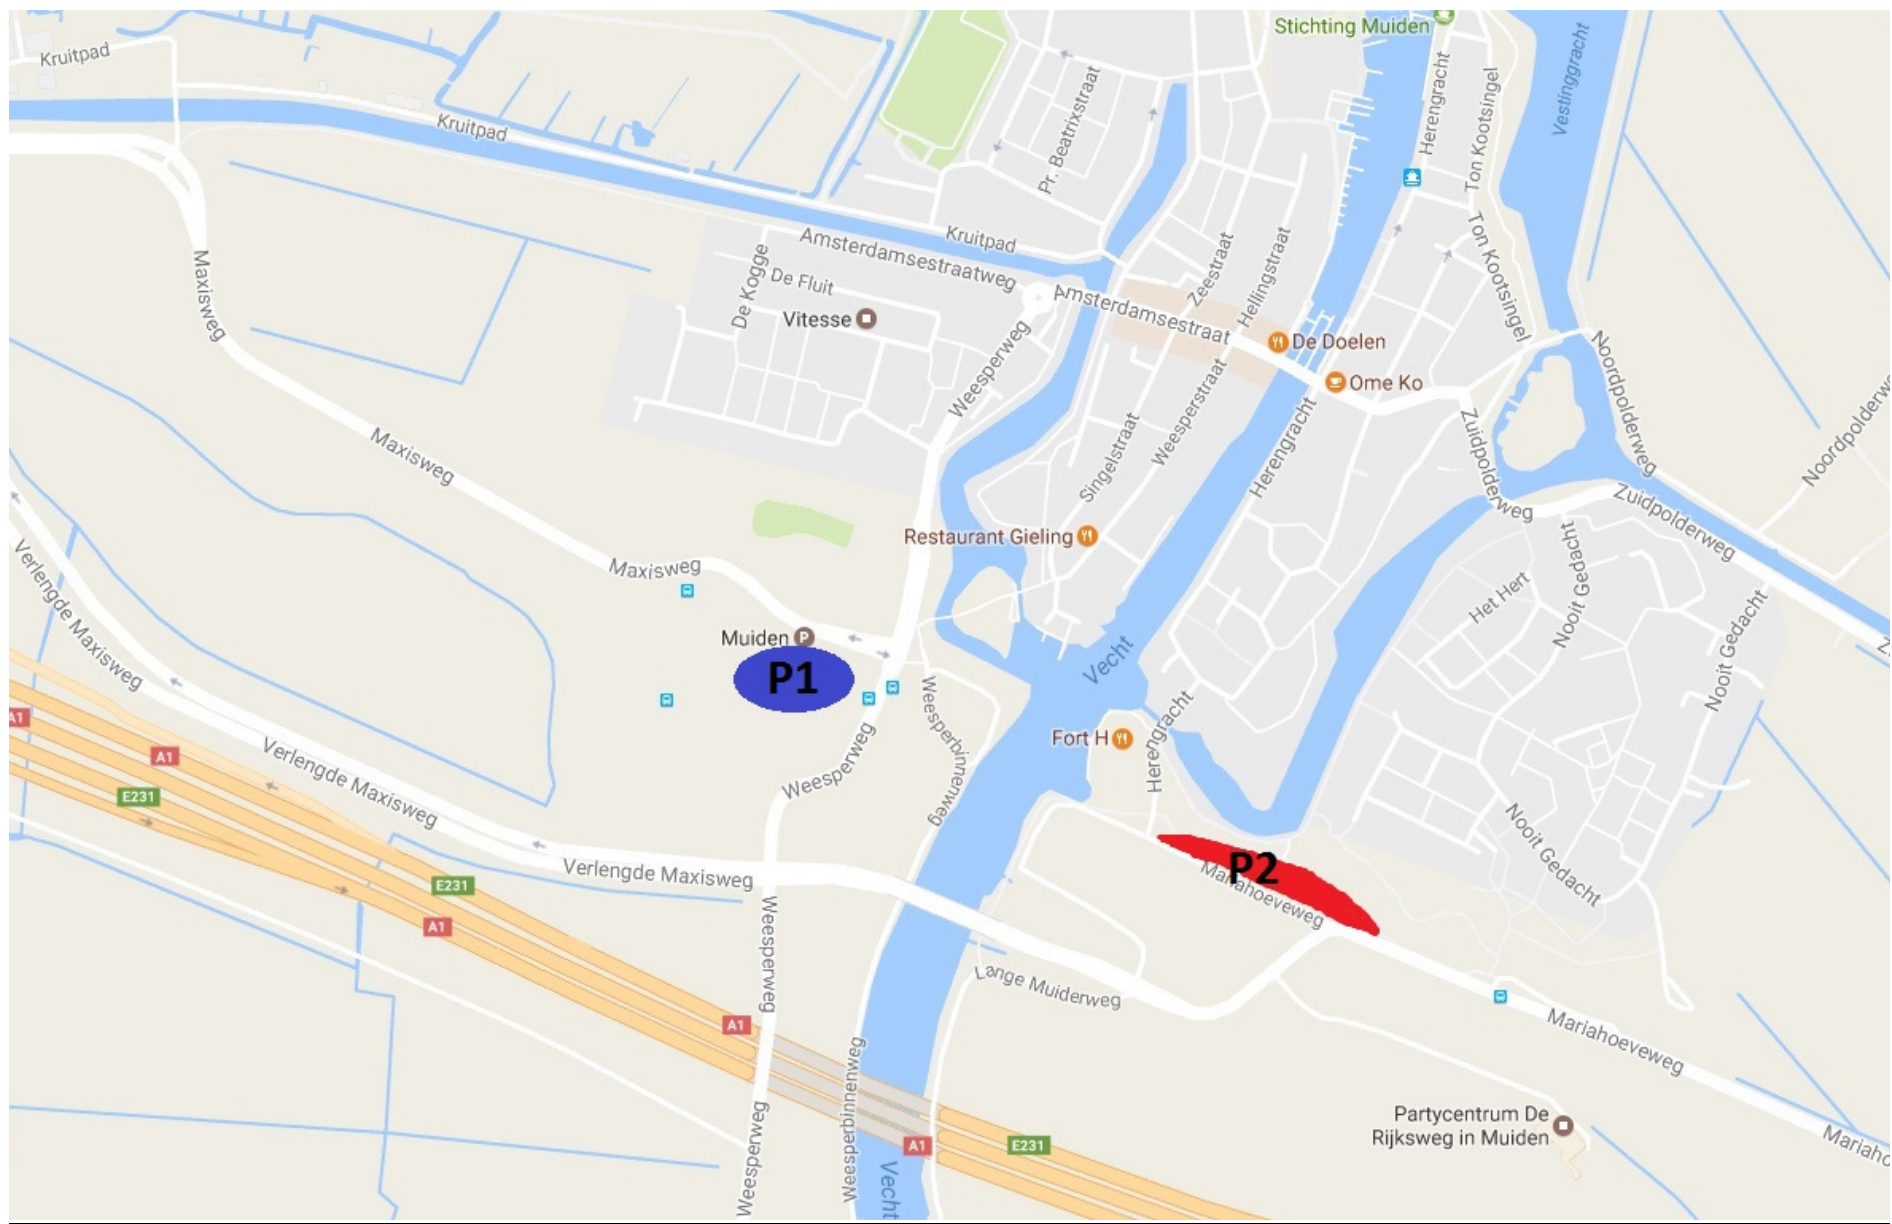 Stichting Muiden
Kruitpad
Herengracht
Ton Kootsingel
Vestinggracht
Pr. Beatrixstraat
Kruitpad
Kruitpad
Amsterdamsestraatweg
De Kogge
De Fluit
Zeestraat
Hellingstraat
Ton Kootsingel
Maxisweg
Vitesse
Amsterdamsestraat
De Doelen
Ome Ko
Weesperweg
Weesperstraat
Noordpolderweg
Noordpolderwe
Herengracht
Zuidpolderweg
Singelstraat
Maxisweg
Zuidpolderweg
Restaurant Gieling
Maxisweg
Het Hert
Nooit Gedacht
Nooit Gedacht
Verlengde Maxisweg
Muiden P
P1
Vecht
Z
A1
Weesperbinnenweg
Herengracht
Fort H
A1
E231
Verlengde Maxisweg
Weesperweg
Nooit Gedacht
P2
Mariahoeveweg
Verlengde Maxisweg
E231
A1
Weesperweg
Lange Muiderweg
A1
Mariahoeveweg
Weesperbinnenweg
Partycentrum De
Rijksweg in Muiden
A1
E231
Mariaho
Weesperweg
Vecht